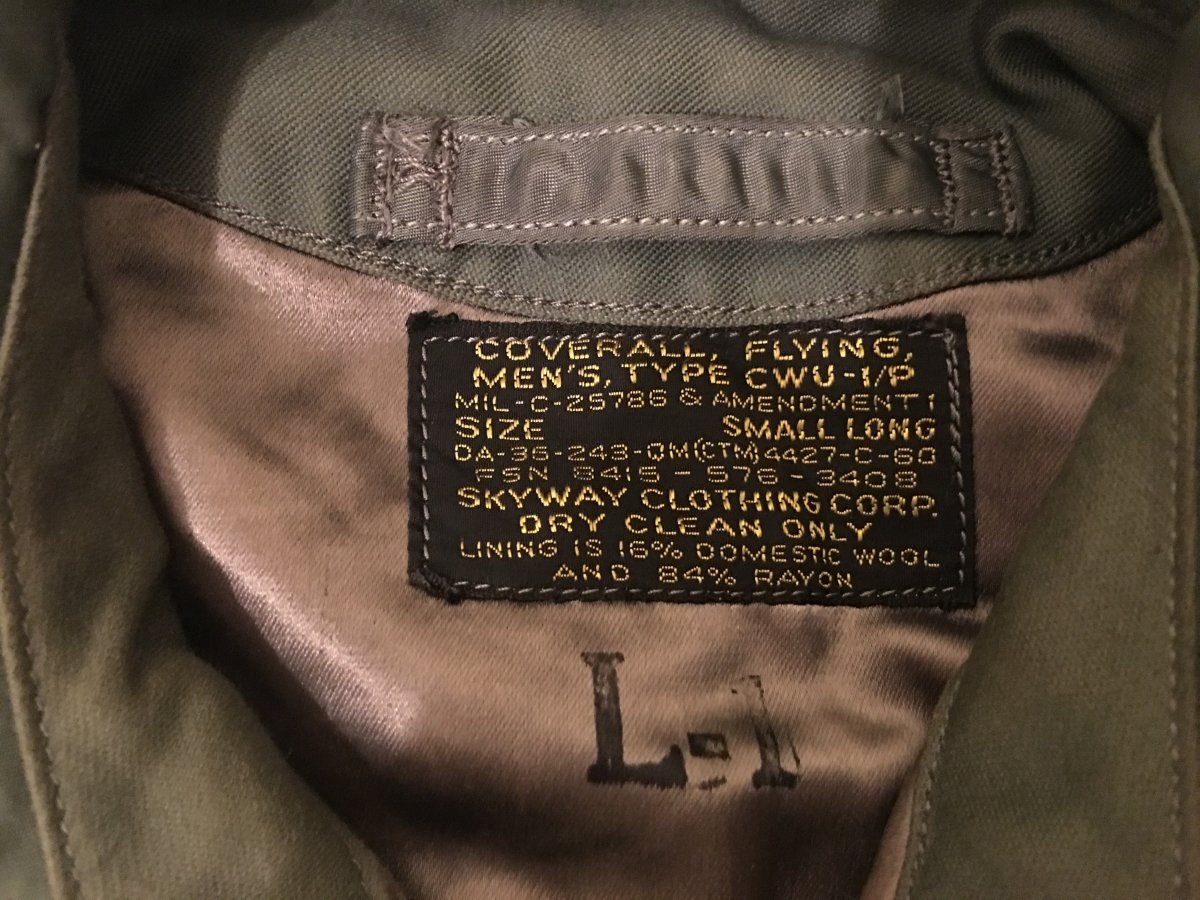 COVERALL, FLYING,
MEN'S, TYPE CWU-1/P
MIL-C-25786 & AMENDMENT 1
SIZE SMALL LONG
DA-36-243-QM(CTM)4427-C-60
FSN 8415-576-3408
SKYWAY CLOTHING CORP.
DRY CLEAN ONLY
LINING IS 16% DOMESTIC WOOL
AND 84% RAYON
L-1